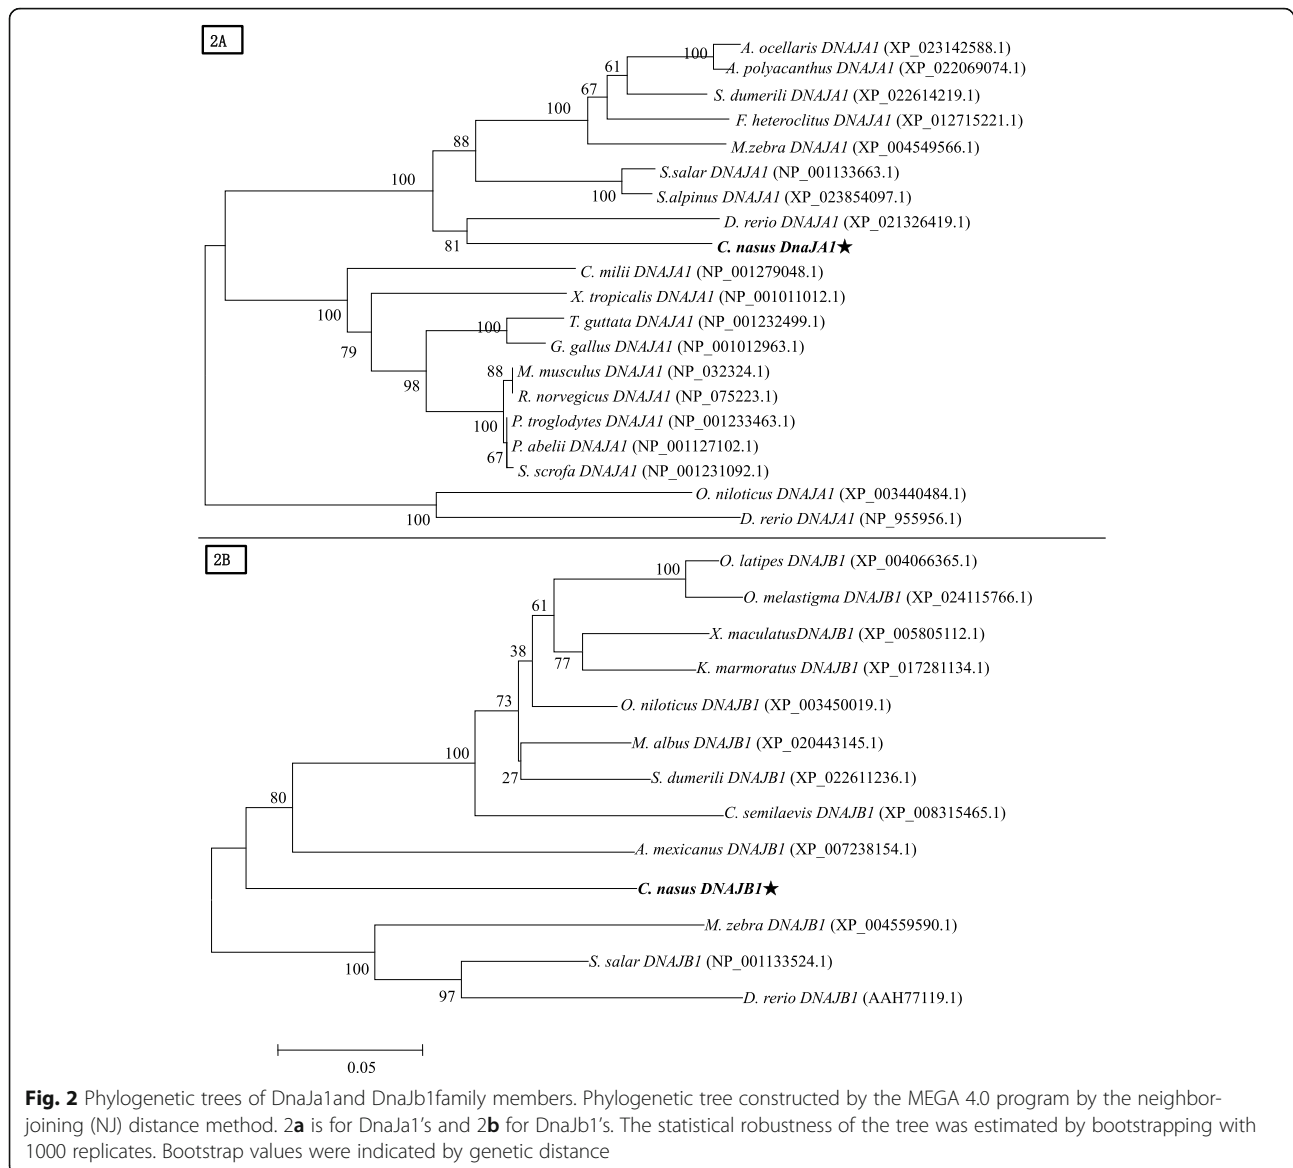 2A
100
A. ocellaris DNAJA1 (XP_023142588.1)
A. polyacanthus DNAJA1 (XP_022069074.1)
61
S. dumerili DNAJA1 (XP_022614219.1)
67
100
F. heteroclitus DNAJA1 (XP_012715221.1)
88
M.zebra DNAJA1 (XP_004549566.1)
100
S.salar DNAJA1 (NP_001133663.1)
100
S.alpinus DNAJA1 (XP_023854097.1)
D. rerio DNAJA1 (XP_021326419.1)
81
C. nasus DnaJA1★
C. milii DNAJA1 (NP_001279048.1)
100
X. tropicalis DNAJA1 (NP_001011012.1)
100
T. guttata DNAJA1 (NP_001232499.1)
79
G. gallus DNAJA1 (NP_001012963.1)
98
88
M. musculus DNAJA1 (NP_032324.1)
R. norvegicus DNAJA1 (NP_075223.1)
100
P. troglodytes DNAJA1 (NP_001233463.1)
P. abelii DNAJA1 (NP_001127102.1)
67
S. scrofa DNAJA1 (NP_001231092.1)
O. niloticus DNAJA1 (XP_003440484.1)
100
D. rerio DNAJA1 (NP_955956.1)
2B
100
O. latipes DNAJB1 (XP_004066365.1)
O. melastigma DNAJB1 (XP_024115766.1)
61
X. maculatusDNAJB1 (XP_005805112.1)
38
77
K. marmoratus DNAJB1 (XP_017281134.1)
73
O. niloticus DNAJB1 (XP_003450019.1)
100
M. albus DNAJB1 (XP_020443145.1)
27
S. dumerili DNAJB1 (XP_022611236.1)
80
C. semilaevis DNAJB1 (XP_008315465.1)
A. mexicanus DNAJB1 (XP_007238154.1)
C. nasus DNAJB1★
M. zebra DNAJB1 (XP_004559590.1)
100
S. salar DNAJB1 (NP_001133524.1)
97
D. rerio DNAJB1 (AAH77119.1)
0.05
Fig. 2 Phylogenetic trees of DnaJa1and DnaJb1family members. Phylogenetic tree constructed by the MEGA 4.0 program by the neighbor-
joining (NJ) distance method. 2a is for DnaJa1's and 2b for DnaJb1's. The statistical robustness of the tree was estimated by bootstrapping with
1000 replicates. Bootstrap values were indicated by genetic distance